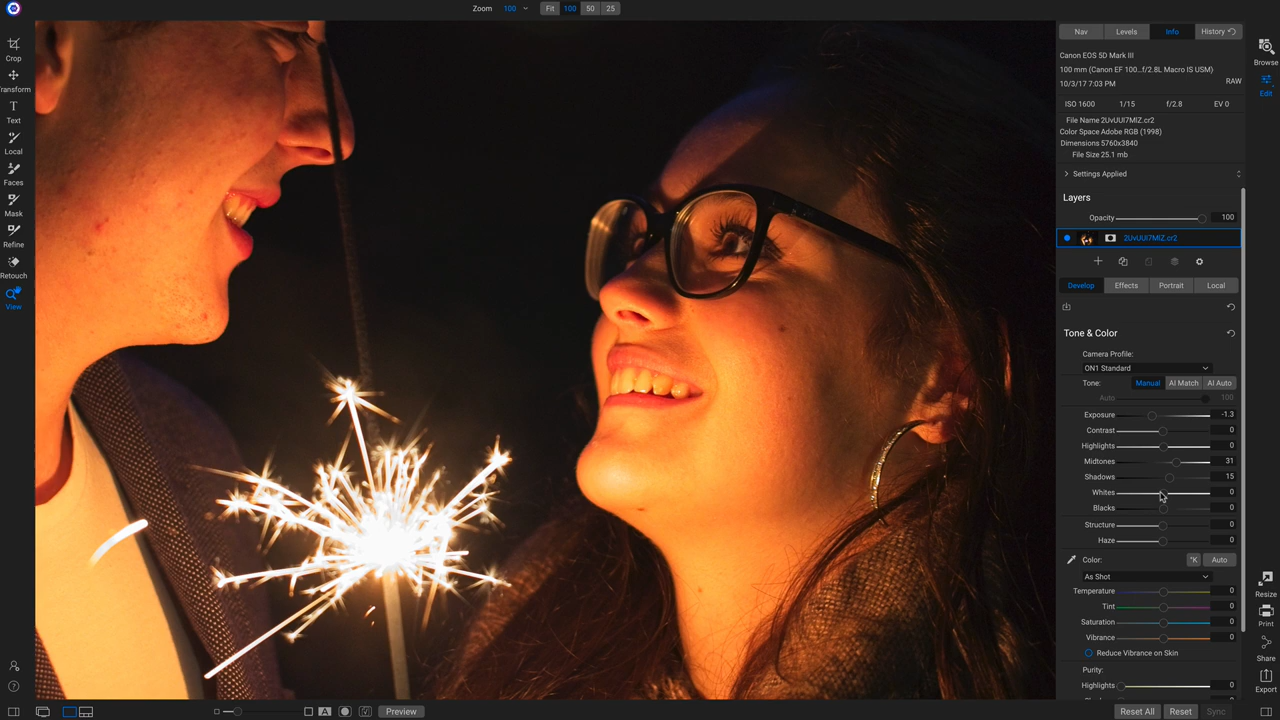 Zoom 100 Fit 100 50 25
Crop
Transform
Text
Local
Faces
Mask
Refine
Retouch
View
Nav Levels Info History
Canon EOS 5D Mark III
100 mm (Canon EF 100...f/2.8L Macro IS USM)
10/3/17 7:03 PM
RAW
ISO 1600 1/15 f/2.8 EV 0
File Name 2UvUUI7MIZ.cr2
Color Space Adobe RGB (1998)
Dimensions 5760x3840
File Size 25.1 mb
Settings Applied
Layers
Opacity 100
2UvUUI7MIZ.cr2
Develop Effects Portrait Local
Tone & Color
Camera Profile:
ON1 Standard
Tone: Manual AI Match AI Auto
Auto 100
Exposure -1.3
Contrast 0
Highlights 0
Midtones 31
Shadows 15
Whites 0
Blacks 0
Structure 0
Haze 0
Color: °K Auto
As Shot
Temperature 0
Tint 0
Saturation 0
Vibrance 0
Reduce Vibrance on Skin
Purity:
Highlights 0
Browse
Edit
Resize
Print
Share
Export
A Preview
Reset All Reset Sync